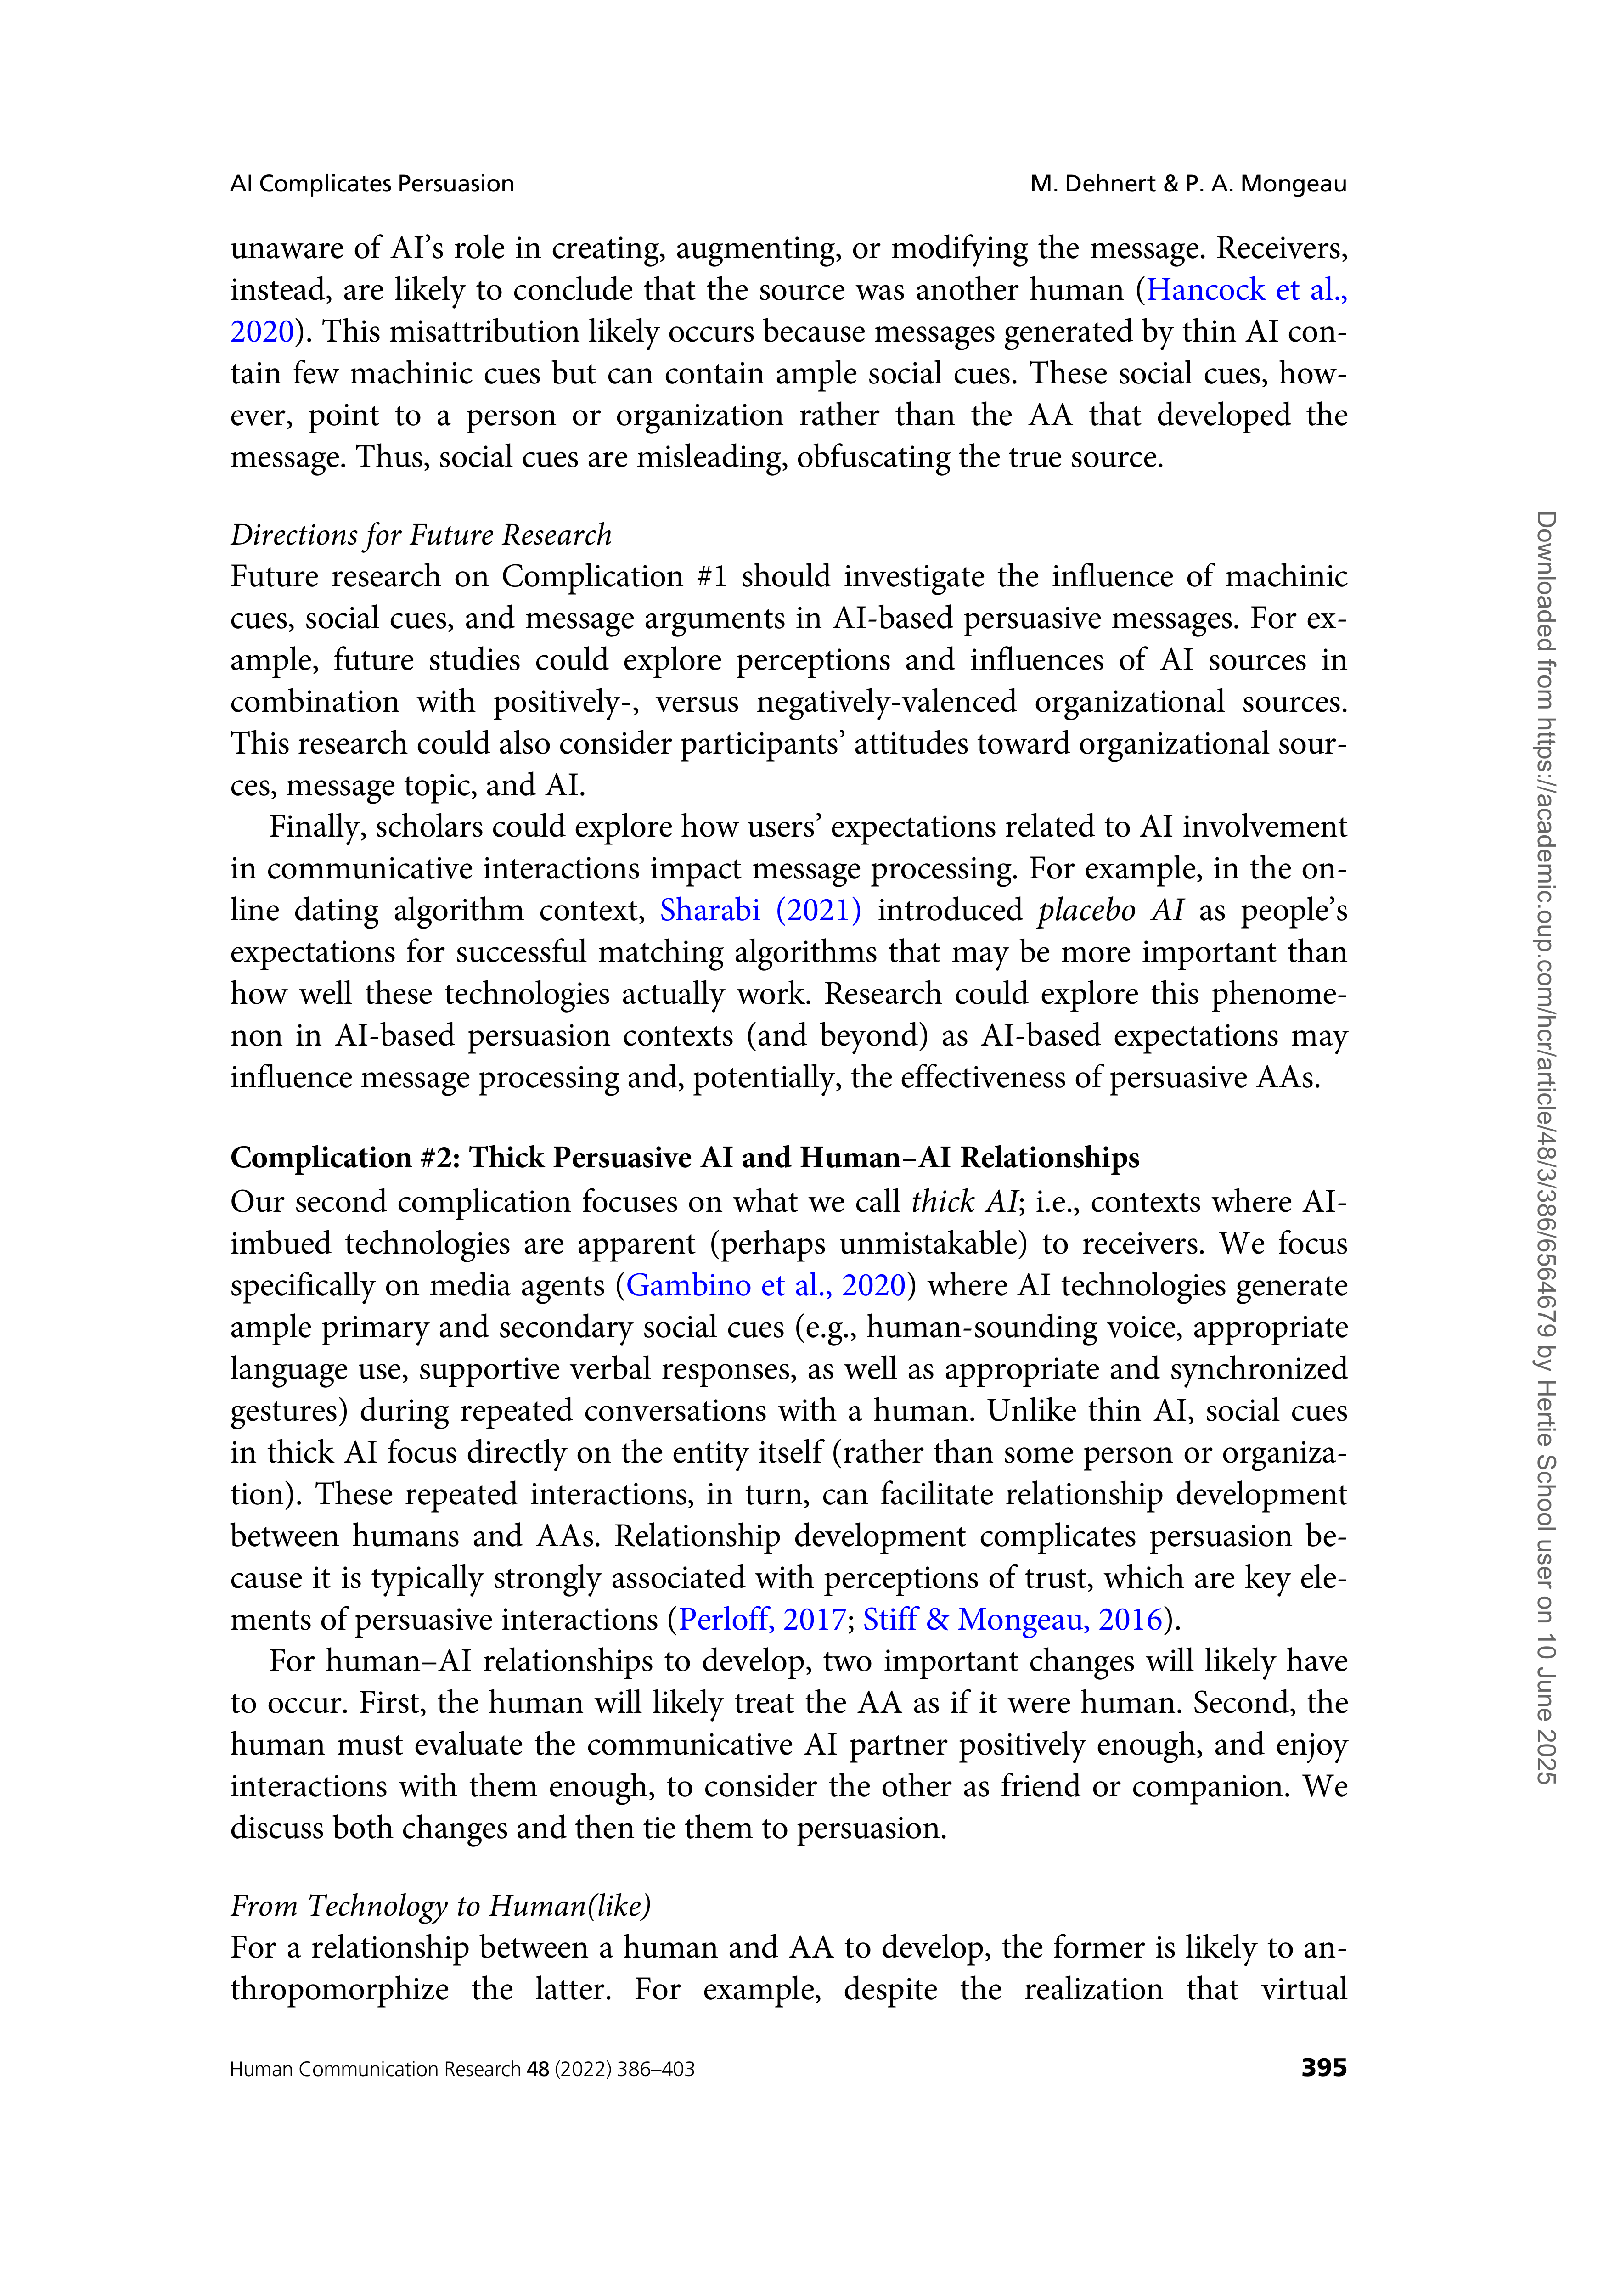 AI Complicates Persuasion
M. Dehnert & P. A. Mongeau
unaware of AI’s role in creating, augmenting, or modifying the message. Receivers,
instead, are likely to conclude that the source was another human (Hancock et al.,
2020). This misattribution likely occurs because messages generated by thin AI con-
tain few machinic cues but can contain ample social cues. These social cues, how-
ever, point to a person or organization rather than the AA that developed the
message. Thus, social cues are misleading, obfuscating the true source.
Directions for Future Research
Future research on Complication #1 should investigate the influence of machinic
cues, social cues, and message arguments in AI-based persuasive messages. For ex-
ample, future studies could explore perceptions and influences of AI sources in
combination with positively-, versus negatively-valenced organizational sources.
This research could also consider participants’ attitudes toward organizational sour-
ces, message topic, and AI.
Finally, scholars could explore how users’ expectations related to AI involvement
in communicative interactions impact message processing. For example, in the on-
line dating algorithm context, Sharabi (2021) introduced placebo AI as people’s
expectations for successful matching algorithms that may be more important than
how well these technologies actually work. Research could explore this phenome-
non in AI-based persuasion contexts (and beyond) as AI-based expectations may
influence message processing and, potentially, the effectiveness of persuasive AAs.
Complication #2: Thick Persuasive AI and Human–AI Relationships
Our second complication focuses on what we call thick AI; i.e., contexts where AI-
imbued technologies are apparent (perhaps unmistakable) to receivers. We focus
specifically on media agents (Gambino et al., 2020) where AI technologies generate
ample primary and secondary social cues (e.g., human-sounding voice, appropriate
language use, supportive verbal responses, as well as appropriate and synchronized
gestures) during repeated conversations with a human. Unlike thin AI, social cues
in thick AI focus directly on the entity itself (rather than some person or organiza-
tion). These repeated interactions, in turn, can facilitate relationship development
between humans and AAs. Relationship development complicates persuasion be-
cause it is typically strongly associated with perceptions of trust, which are key ele-
ments of persuasive interactions (Perloff, 2017; Stiff & Mongeau, 2016).
For human–AI relationships to develop, two important changes will likely have
to occur. First, the human will likely treat the AA as if it were human. Second, the
human must evaluate the communicative AI partner positively enough, and enjoy
interactions with them enough, to consider the other as friend or companion. We
discuss both changes and then tie them to persuasion.
From Technology to Human(like)
For a relationship between a human and AA to develop, the former is likely to an-
thropomorphize the latter. For example, despite the realization that virtual
Human Communication Research 48 (2022) 386–403
395
Downloaded from https://academic.oup.com/hcr/article/48/3/386/6564679 by Hertie School user on 10 June 2025